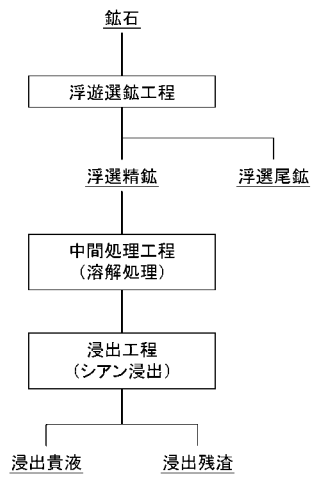 鉱石
浮遊選鉱工程
浮選精鉱
浮選尾鉱
中間処理工程
（溶解処理）
浸出工程
（シアン浸出）
浸出貴液
浸出残渣